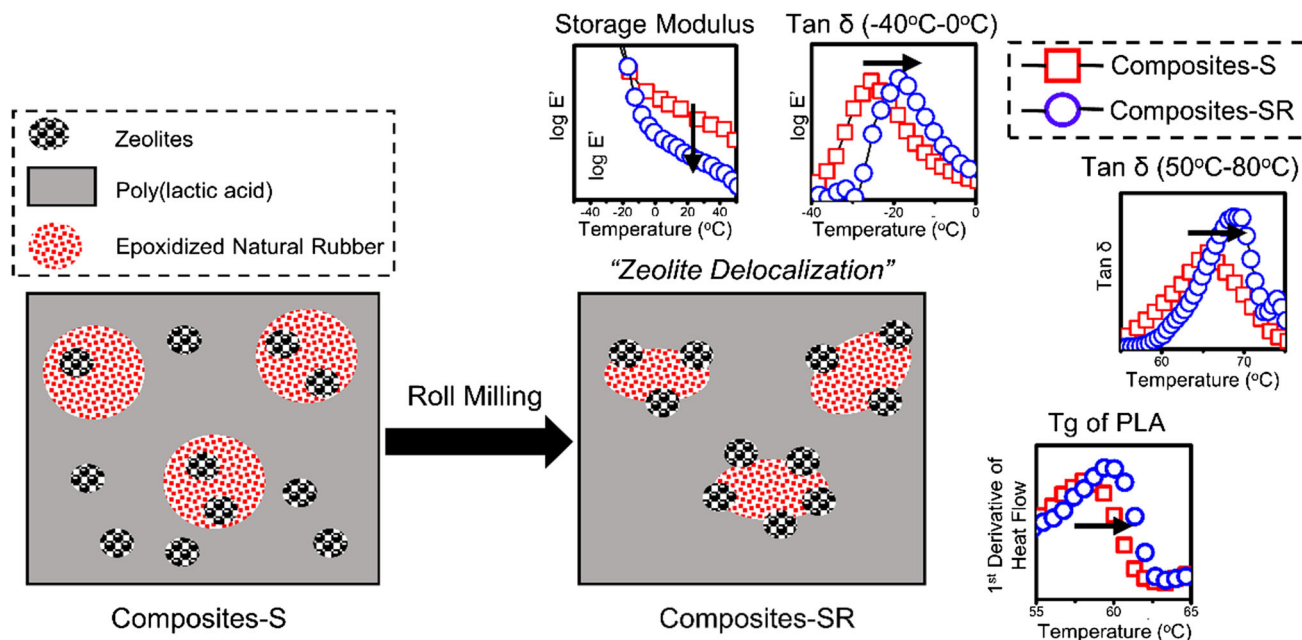 Storage Modulus
log E'
log E'
-40
-20
0
20
40
Temperature (°C)
Tan δ (-40°C-0°C)
log E'
-40
-20
0
Temperature (°C)
Composites-S
Composites-SR
Zeolites
Poly(lactic acid)
Epoxidized Natural Rubber
Tan δ (50°C-80°C)
Tan δ
60
70
Temperature (°C)
"Zeolite Delocalization"
Roll Milling
Composites-S
Composites-SR
Tg of PLA
1st Derivative of
Heat Flow
55
60
65
Temperature (°C)